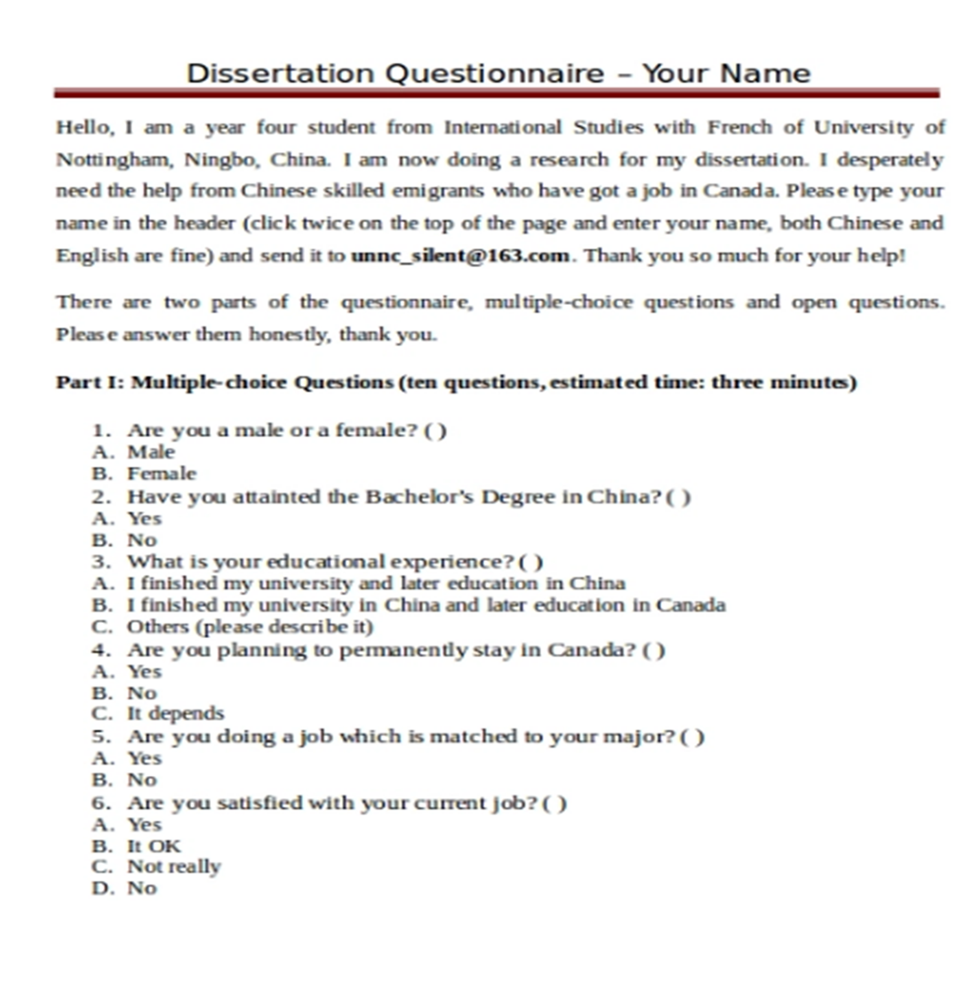 Dissertation Questionnaire – Your Name
Hello, I am a year four student from International Studies with French of University of
Nottingham, Ningbo, China. I am now doing a research for my dissertation. I desperately
need the help from Chinese skilled emigrants who have got a job in Canada. Please type your
name in the header (click twice on the top of the page and enter your name, both Chinese and
English are fine) and send it to unnc_silent@163.com. Thank you so much for your help!
There are two parts of the questionnaire, multiple-choice questions and open questions.
Please answer them honestly, thank you.
Part I: Multiple-choice Questions (ten questions, estimated time: three minutes)
1. Are you a male or a female? ( )
A. Male
B. Female
2. Have you attainted the Bachelor's Degree in China? ( )
A. Yes
B. No
3. What is your educational experience? ( )
A. I finished my university and later education in China
B. I finished my university in China and later education in Canada
C. Others (please describe it)
4. Are you planning to permanently stay in Canada? ( )
A. Yes
B. No
C. It depends
5. Are you doing a job which is matched to your major? ( )
A. Yes
B. No
6. Are you satisfied with your current job? ( )
A. Yes
B. It OK
C. Not really
D. No